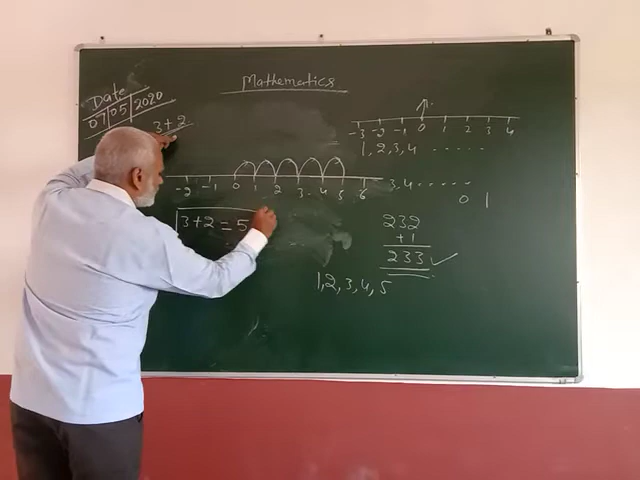 Mathematics
Date
07/05/2020
3+2
-3 -2 -1 0 1 2 3 4
1,2,3,4 ......
-2 -1 0 1 2 3 4 5 6
3.4......
0 1
3+2=5
232
+1
233 ✓
1,2,3,4,5